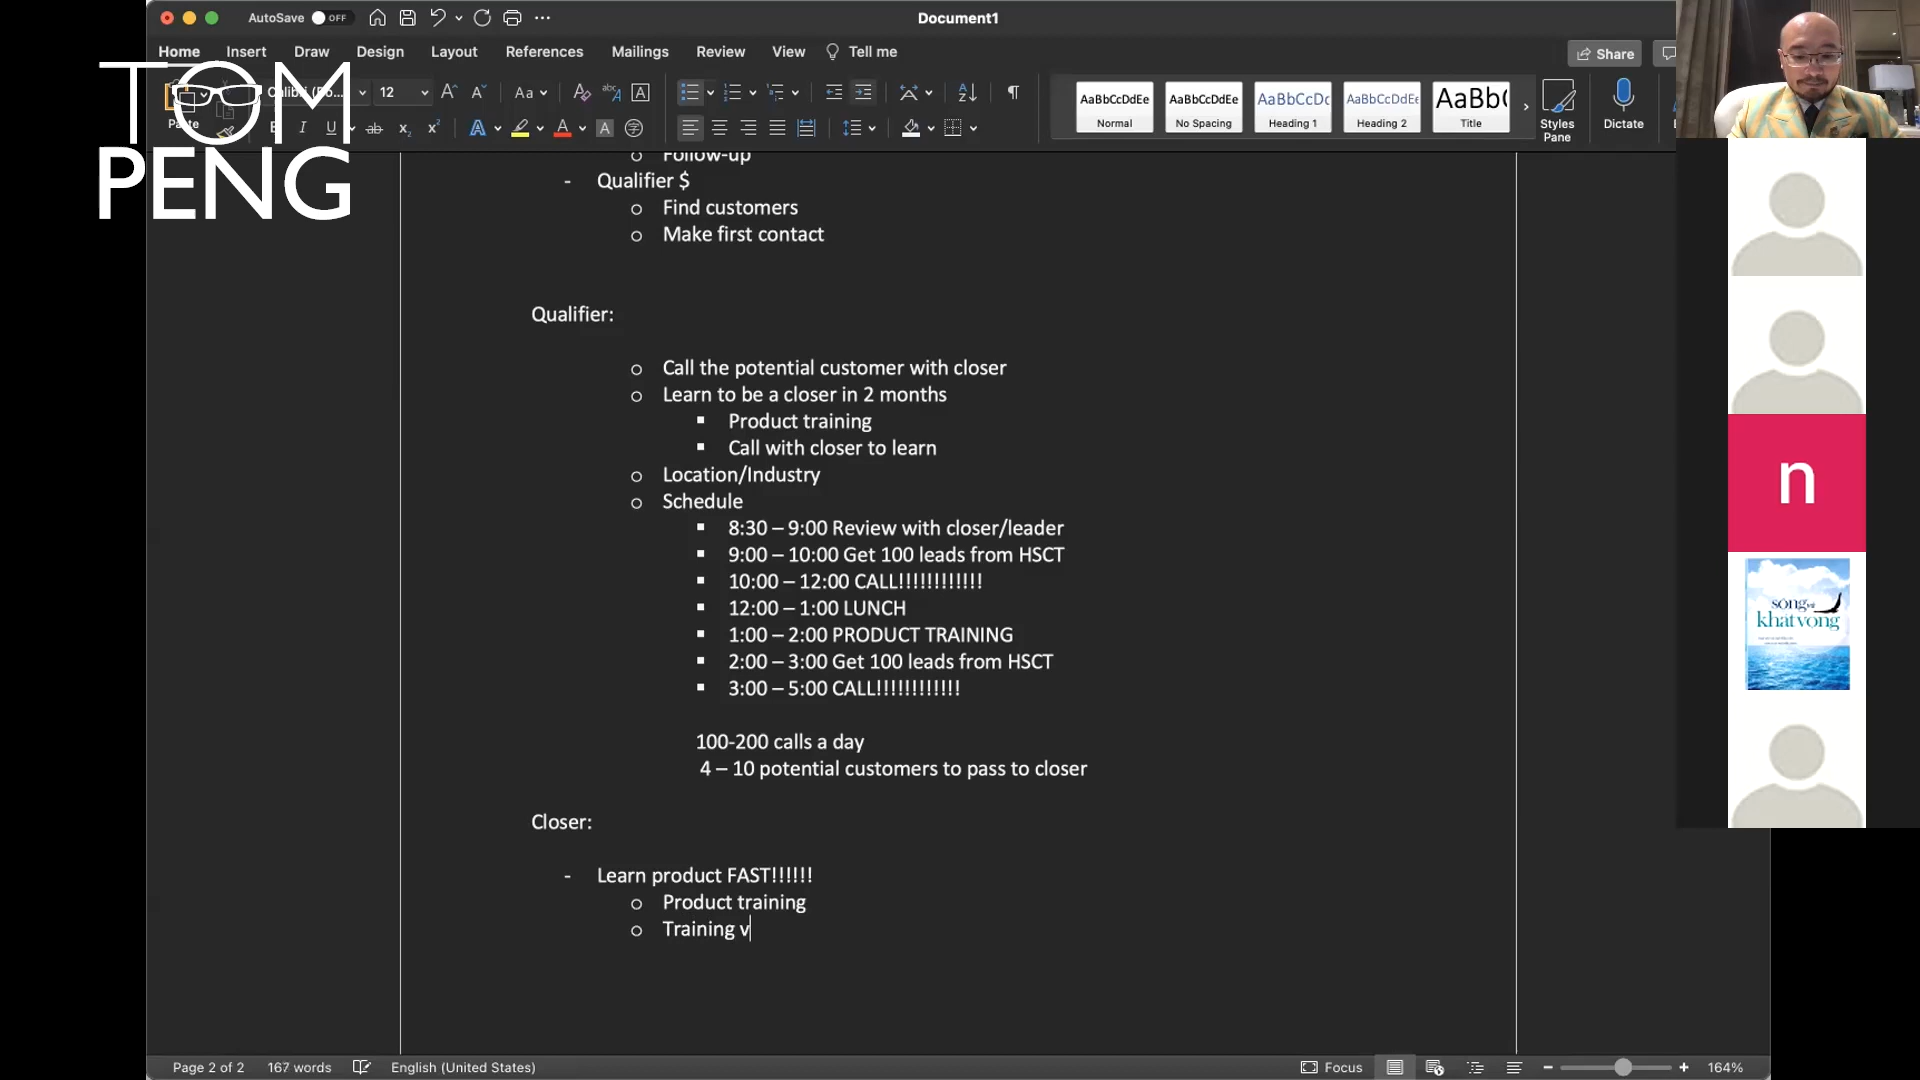 AutoSave OFF
Document1
Home Insert Draw Design Layout References Mailings Review View Tell me
Share
TOM
PENG
12
Aa
AaBbCcDdEe AaBbCcDdEe AaBbCcDc AaBbCcDdEe AaBb(
Normal No Spacing Heading 1 Heading 2 Title
Styles Pane
Dictate
Paste
Follow-up
- Qualifier $
o Find customers
o Make first contact
Qualifier:
o Call the potential customer with closer
o Learn to be a closer in 2 months
▪ Product training
▪ Call with closer to learn
o Location/Industry
o Schedule
▪ 8:30 – 9:00 Review with closer/leader
▪ 9:00 – 10:00 Get 100 leads from HSCT
▪ 10:00 – 12:00 CALL!!!!!!!!!!!!
▪ 12:00 – 1:00 LUNCH
▪ 1:00 – 2:00 PRODUCT TRAINING
▪ 2:00 – 3:00 Get 100 leads from HSCT
▪ 3:00 – 5:00 CALL!!!!!!!!!!!!
100-200 calls a day
4 – 10 potential customers to pass to closer
Closer:
- Learn product FAST!!!!!!
o Product training
o Training v
n
sống và
khát vọng
Page 2 of 2 167 words English (United States)
Focus
164%